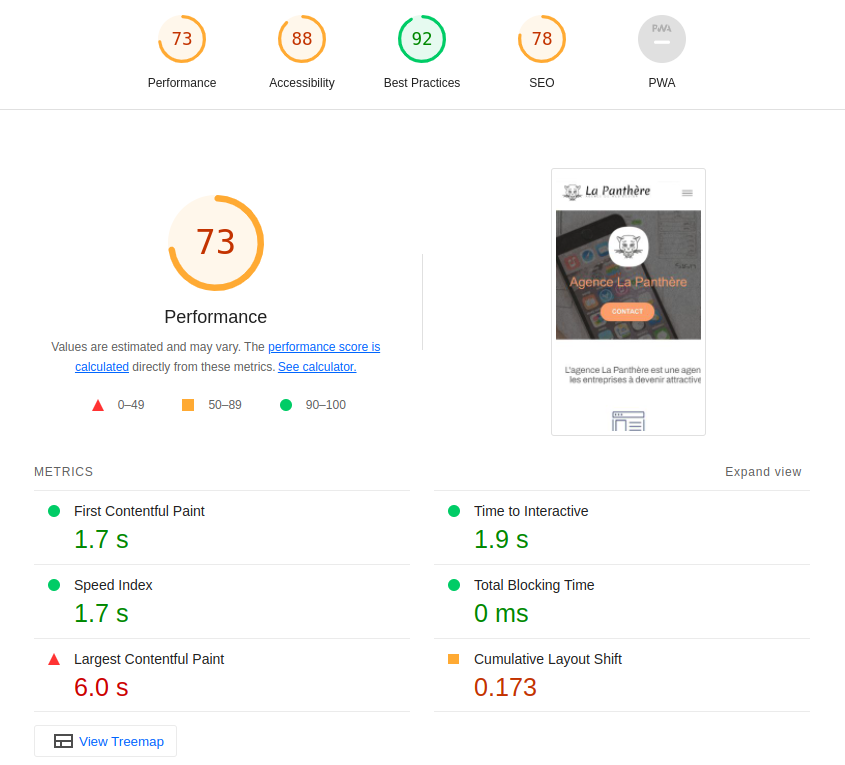 73
88
92
78
PWA
Performance
Accessibility
Best Practices
SEO
PWA
73
Performance
Values are estimated and may vary. The performance score is
calculated directly from these metrics. See calculator.
0–49
50–89
90–100
La Panthère
Agence La Panthère
CONTACT
L'agence La Panthère est une agen
les entreprises à devenir attractive
METRICS
Expand view
First Contentful Paint
1.7 s
Time to Interactive
1.9 s
Speed Index
1.7 s
Total Blocking Time
0 ms
Largest Contentful Paint
6.0 s
Cumulative Layout Shift
0.173
View Treemap